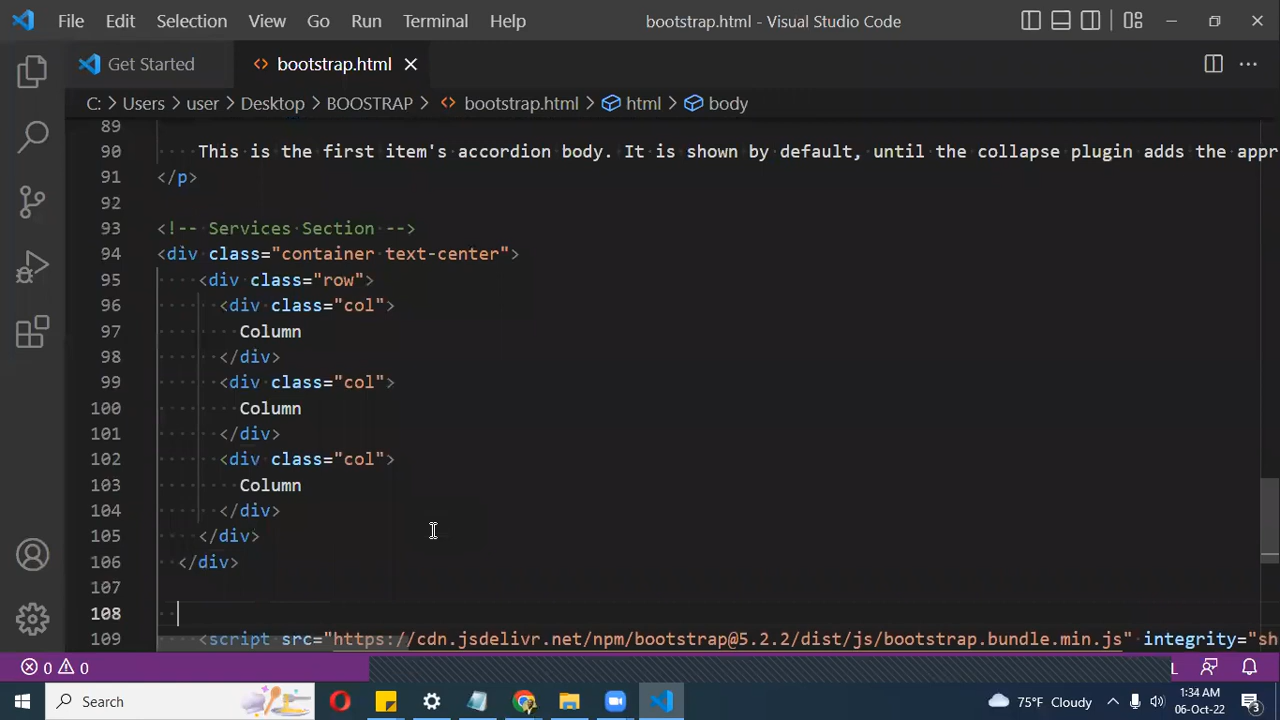 File Edit Selection View Go Run Terminal Help bootstrap.html - Visual Studio Code
Get Started bootstrap.html
C: > Users > user > Desktop > BOOSTRAP > bootstrap.html > html > body
89
90 This is the first item's accordion body. It is shown by default, until the collapse plugin adds the appr
91 </p>
92
93 <!-- Services Section -->
94 <div class="container text-center">
95 <div class="row">
96 <div class="col">
97 Column
98 </div>
99 <div class="col">
100 Column
101 </div>
102 <div class="col">
103 Column
104 </div>
105 </div>
106 </div>
107
108
109 <script src="https://cdn.jsdelivr.net/npm/bootstrap@5.2.2/dist/js/bootstrap.bundle.min.js" integrity="sh
0 0 L
Search 75°F Cloudy 1:34 AM
06-Oct-22 3